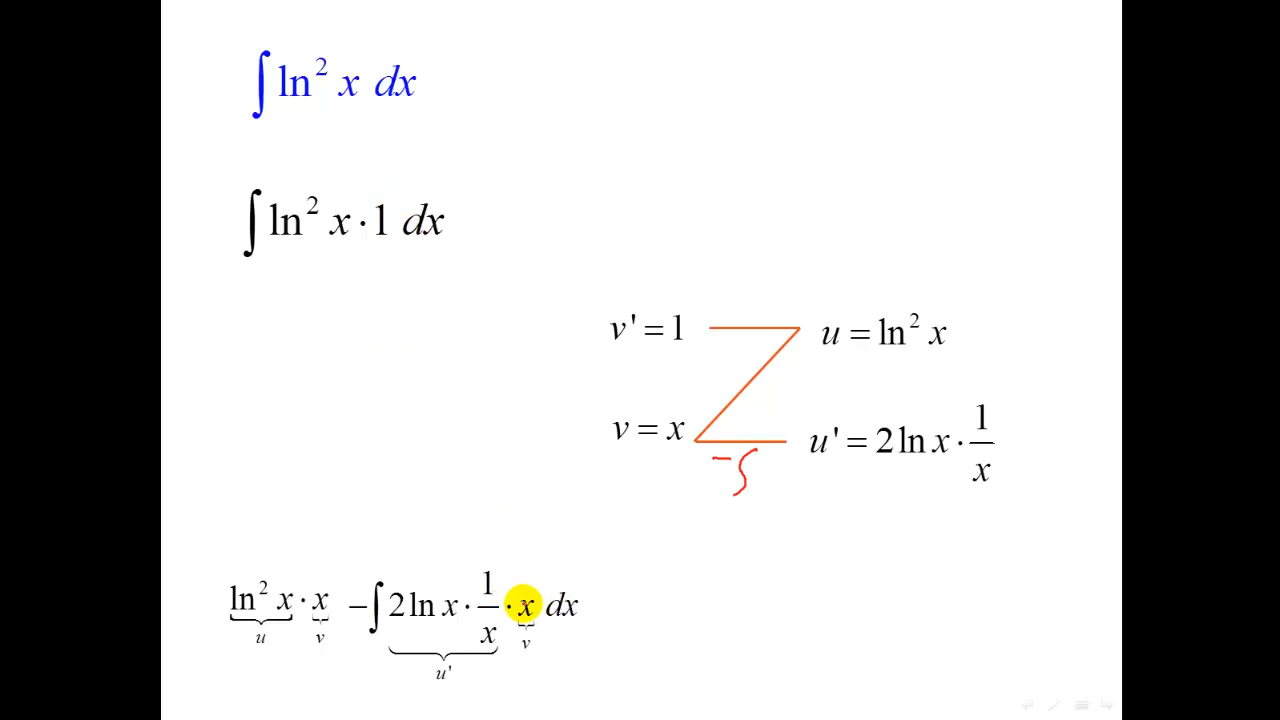 ∫ ln² x dx
∫ ln² x · 1 dx
v' = 1 u = ln² x
v = x u' = 2 ln x · 1/x
-∫
ln² x · x − ∫ 2 ln x · 1/x · x dx
u v u' v